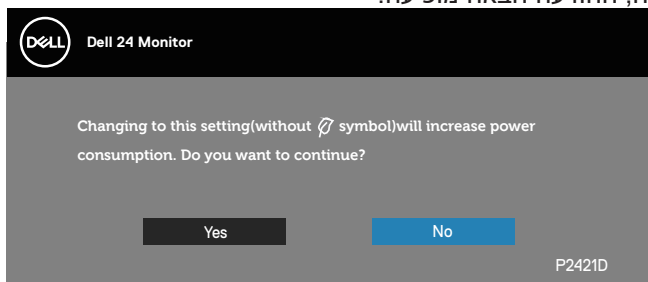 DELL
Dell 24 Monitor
Changing to this setting(without symbol)will increase power
consumption. Do you want to continue?
Yes
No
P2421D